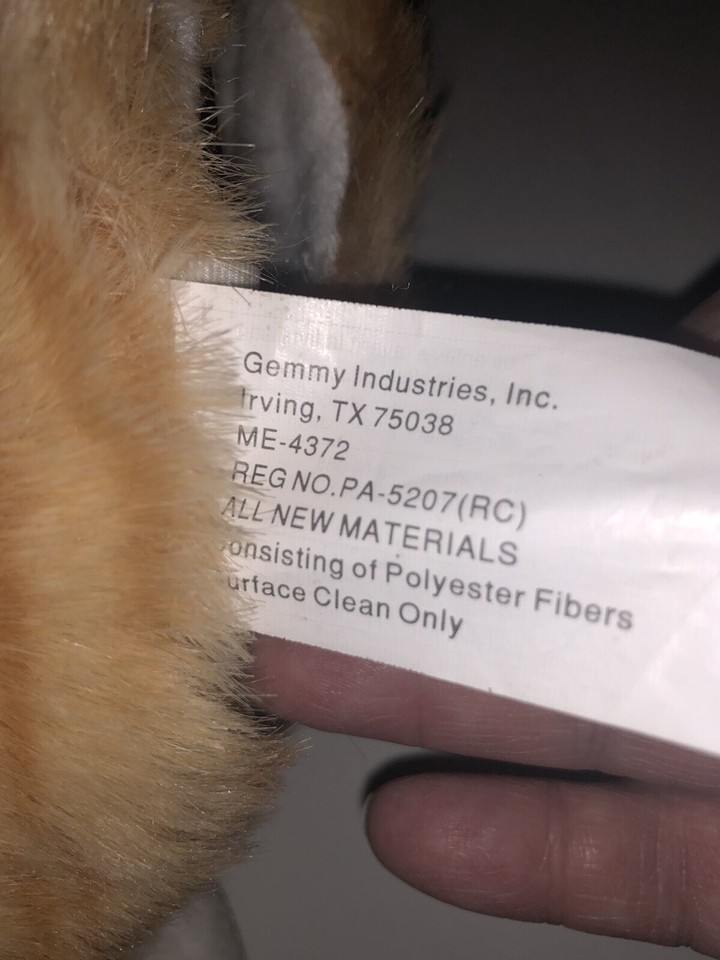 Gemmy Industries, Inc.
Irving, TX 75038
ME-4372
REG NO.PA-5207(RC)
ALL NEW MATERIALS
onsisting of Polyester Fibers
urface Clean Only